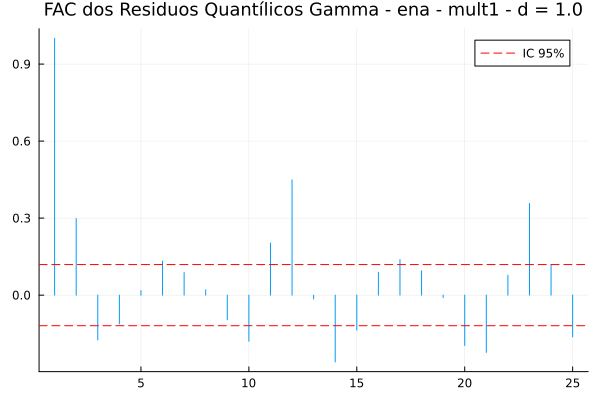 FAC dos Residuos Quantílicos Gamma - ena - mult1 - d = 1.0
IC 95%
0.9
0.6
0.3
0.0
5 10 15 20 25